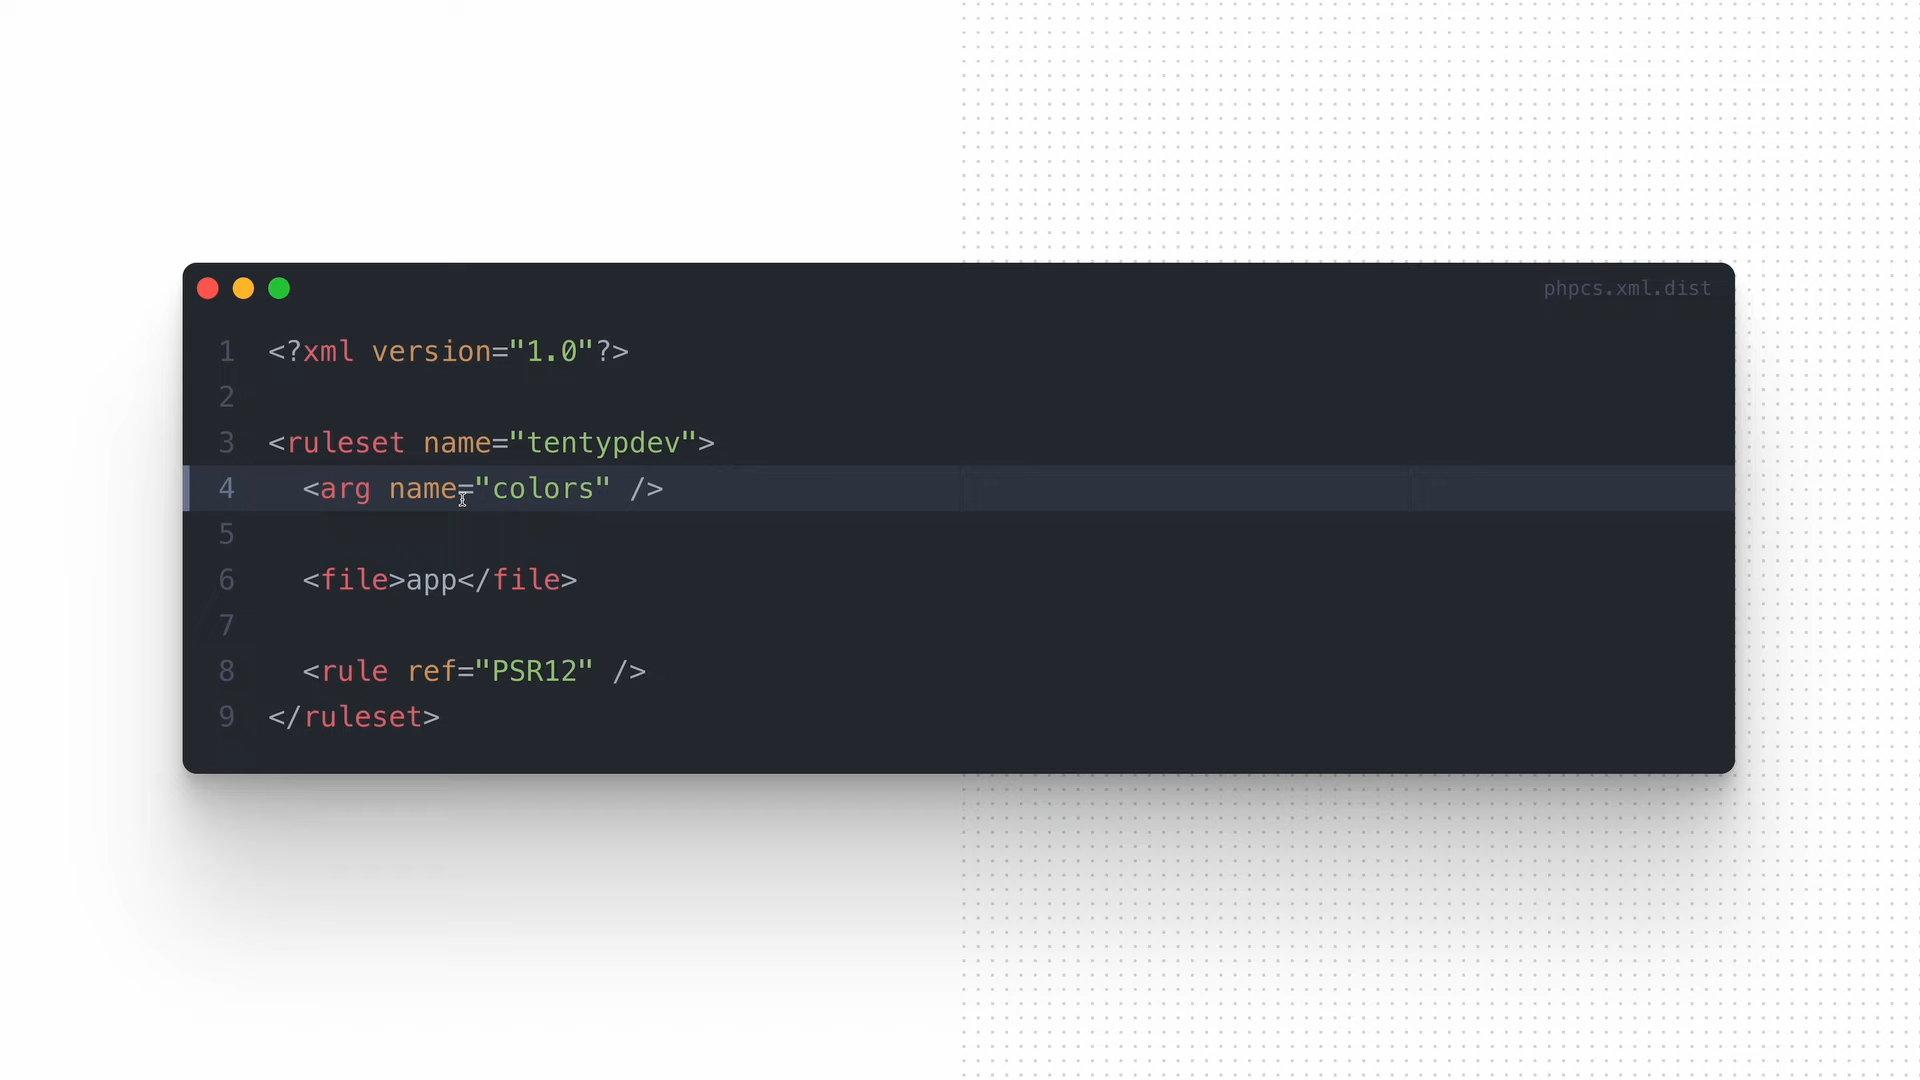 phpcs.xml.dist
1 <?xml version="1.0"?>
2
3 <ruleset name="tentypdev">
4   <arg name="colors" />
5
6   <file>app</file>
7
8   <rule ref="PSR12" />
9 </ruleset>